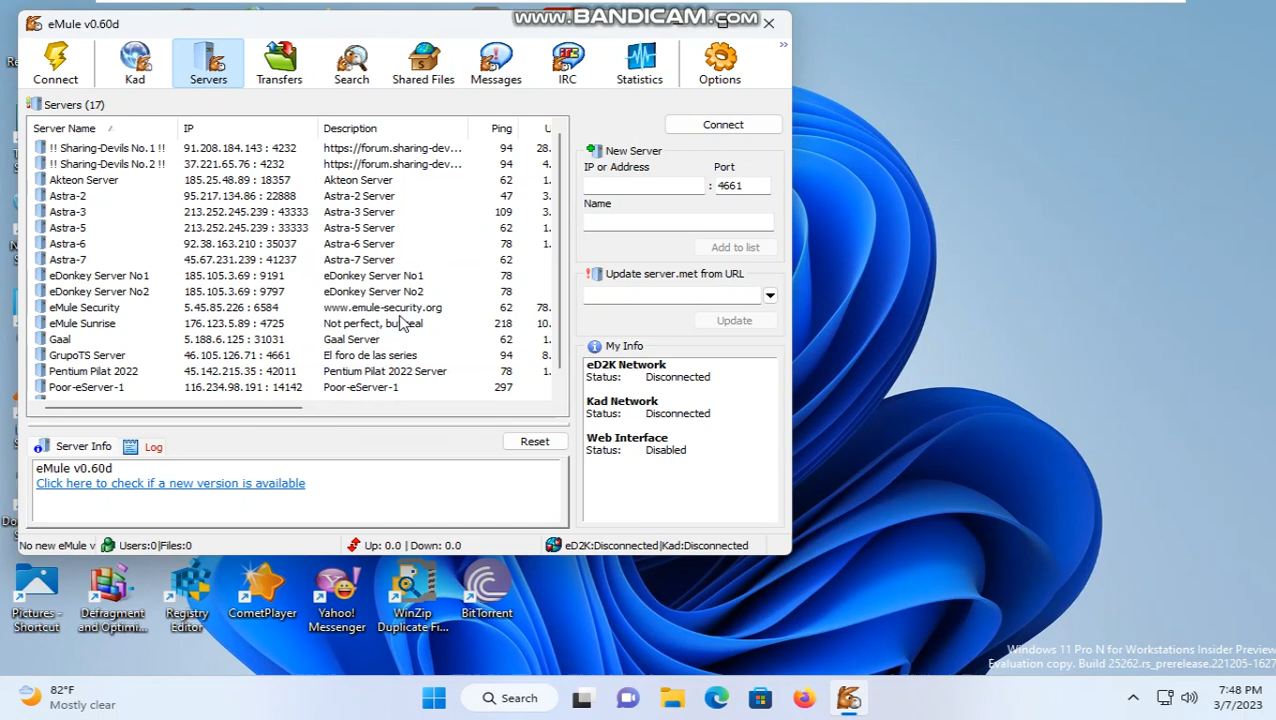 eMule v0.60d
www.BANDICAM.com
Connect
Kad
Servers
Transfers
Search
Shared Files
Messages
IRC
Statistics
Options
Servers (17)
Server Name IP Description Ping U
!! Sharing-Devils No.1 !! 91.208.184.143 : 4232 https://forum.sharing-dev... 94 28.
!! Sharing-Devils No.2 !! 37.221.65.76 : 4232 https://forum.sharing-dev... 94 4.
Akteon Server 185.25.48.89 : 18357 Akteon Server 62 1.
Astra-2 95.217.134.86 : 22888 Astra-2 Server 47 3.
Astra-3 213.252.245.239 : 43333 Astra-3 Server 109 3.
Astra-5 213.252.245.239 : 33333 Astra-5 Server 62 1.
Astra-6 92.38.163.210 : 35037 Astra-6 Server 78 1.
Astra-7 45.67.231.239 : 41237 Astra-7 Server 62
eDonkey Server No1 185.105.3.69 : 9191 eDonkey Server No1 78
eDonkey Server No2 185.105.3.69 : 9797 eDonkey Server No2 78
eMule Security 5.45.85.226 : 6584 www.emule-security.org 62 78.
eMule Sunrise 176.123.5.89 : 4725 Not perfect, 218 10.
Gaal 5.188.6.125 : 31031 Gaal Server 62 1.
GrupoTS Server 46.105.126.71 : 4661 El foro de las series 94 8.
Pentium Pilat 2022 45.142.215.35 : 42011 Pentium Pilat 2022 Server 78 1.
Poor-eServer-1 116.234.98.191 : 14142 Poor-eServer-1 297
Connect
New Server
IP or Address Port
: 4661
Name
Add to list
Update server.met from URL
Update
My Info
eD2K Network
Status: Disconnected
Kad Network
Status: Disconnected
Web Interface
Status: Disabled
Server Info Log Reset
eMule v0.60d
Click here to check if a new version is available
No new eMule v Users:0|Files:0 Up: 0.0 | Down: 0.0 eD2K:Disconnected|Kad:Disconnected
Pictures -
Shortcut
Defragment
and Optimi...
Registry
Editor
CometPlayer
Yahoo!
Messenger
WinZip
Duplicate Fi...
BitTorrent
Windows 11 Pro N for Workstations Insider Preview
Evaluation copy. Build 25262.rs_prerelease.221205-1627
82°F
Mostly clear
Search
7:48 PM
3/7/2023